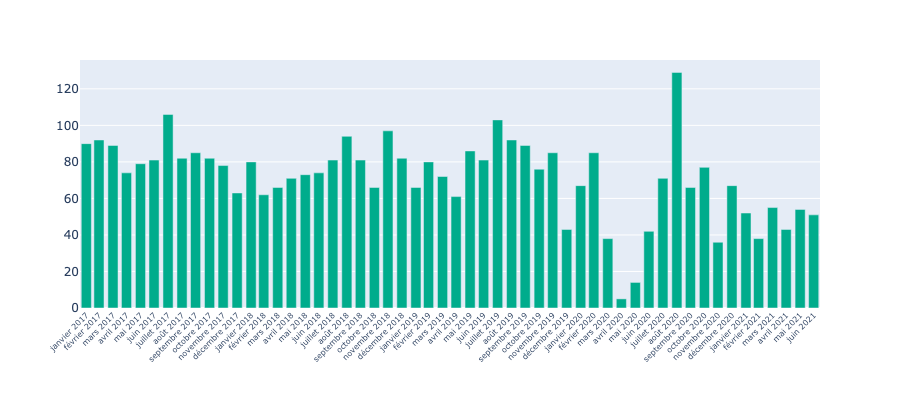 120
100
80
60
40
20
0
janvier 2017
février 2017
mars 2017
avril 2017
mai 2017
juin 2017
juillet 2017
août 2017
septembre 2017
octobre 2017
novembre 2017
décembre 2017
janvier 2018
février 2018
mars 2018
avril 2018
mai 2018
juin 2018
juillet 2018
août 2018
septembre 2018
octobre 2018
novembre 2018
décembre 2018
janvier 2019
février 2019
mars 2019
avril 2019
mai 2019
juin 2019
juillet 2019
août 2019
septembre 2019
octobre 2019
novembre 2019
décembre 2019
janvier 2020
février 2020
mars 2020
avril 2020
mai 2020
juin 2020
juillet 2020
août 2020
septembre 2020
octobre 2020
novembre 2020
décembre 2020
janvier 2021
février 2021
mars 2021
avril 2021
mai 2021
juin 2021